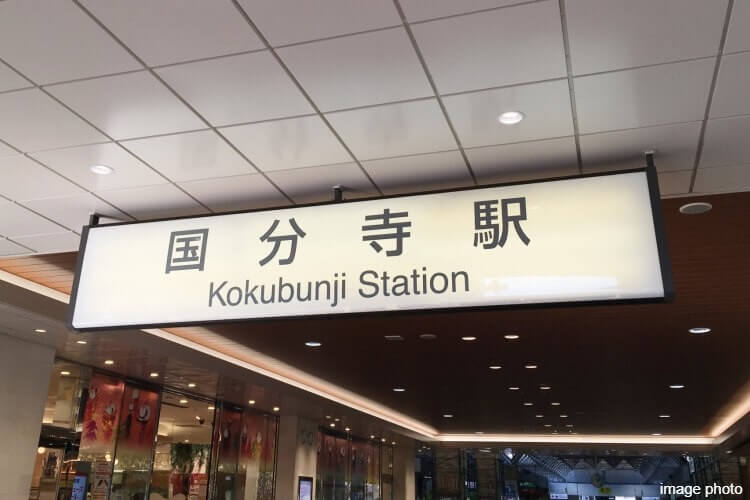 国分寺駅
Kokubunji Station
image photo